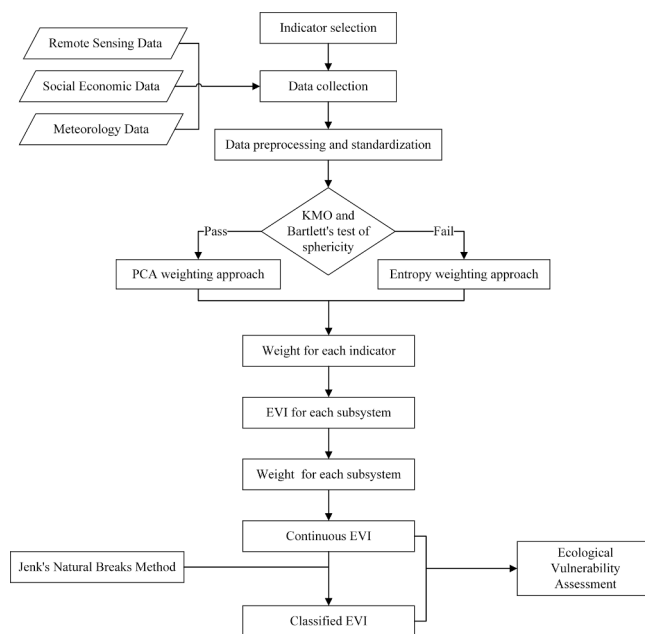 Indicator selection
Remote Sensing Data
Social Economic Data
Data collection
Meteorology Data
Data preprocessing and standardization
KMO and
Bartlett's test of
sphericity
Pass
Fail
PCA weighting approach
Entropy weighting approach
Weight for each indicator
EVI for each subsystem
Weight for each subsystem
Continuous EVI
Jenk's Natural Breaks Method
Ecological
Vulnerability
Assessment
Classified EVI